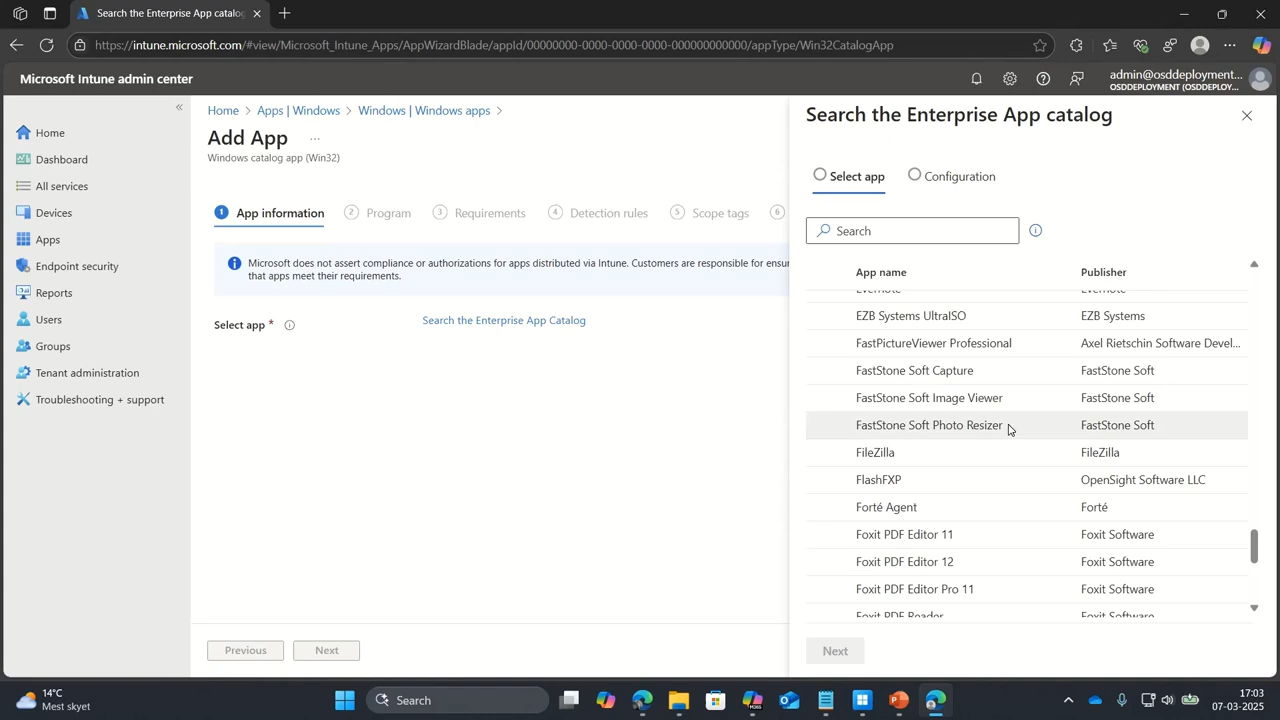 Search the Enterprise App catalog
https://intune.microsoft.com/#view/Microsoft_Intune_Apps/AppWizardBlade/appId/00000000-0000-0000-0000-000000000000/appType/Win32CatalogApp
Microsoft Intune admin center
admin@osddeployment...
OSDDEPLOYMENT (OSDDEPLOY...
«
Home
Dashboard
All services
Devices
Apps
Endpoint security
Reports
Users
Groups
Tenant administration
Troubleshooting + support
Home > Apps | Windows > Windows | Windows apps >
Add App ...
Windows catalog app (Win32)
1 App information 2 Program 3 Requirements 4 Detection rules 5 Scope tags 6
Microsoft does not assert compliance or authorizations for apps distributed via Intune. Customers are responsible for ensu
that apps meet their requirements.
Select app *
Search the Enterprise App Catalog
Previous Next
Search the Enterprise App catalog
Select app Configuration
Search
App name Publisher
Evernote Evernote
EZB Systems UltraISO EZB Systems
FastPictureViewer Professional Axel Rietschin Software Devel...
FastStone Soft Capture FastStone Soft
FastStone Soft Image Viewer FastStone Soft
FastStone Soft Photo Resizer FastStone Soft
FileZilla FileZilla
FlashFXP OpenSight Software LLC
Forté Agent Forté
Foxit PDF Editor 11 Foxit Software
Foxit PDF Editor 12 Foxit Software
Foxit PDF Editor Pro 11 Foxit Software
Foxit PDF Reader Foxit Software
Next
14°C
Mest skyet
Search
17:03
07-03-2025